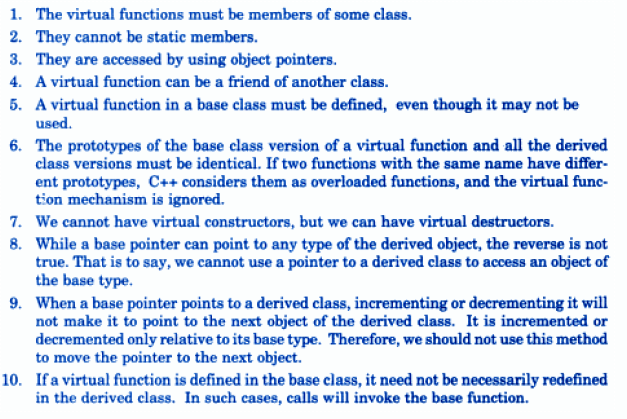 1. The virtual functions must be members of some class.
2. They cannot be static members.
3. They are accessed by using object pointers.
4. A virtual function can be a friend of another class.
5. A virtual function in a base class must be defined, even though it may not be
used.
6. The prototypes of the base class version of a virtual function and all the derived
class versions must be identical. If two functions with the same name have differ-
ent prototypes, C++ considers them as overloaded functions, and the virtual func-
tion mechanism is ignored.
7. We cannot have virtual constructors, but we can have virtual destructors.
8. While a base pointer can point to any type of the derived object, the reverse is not
true. That is to say, we cannot use a pointer to a derived class to access an object of
the base type.
9. When a base pointer points to a derived class, incrementing or decrementing it will
not make it to point to the next object of the derived class. It is incremented or
decremented only relative to its base type. Therefore, we should not use this method
to move the pointer to the next object.
10. If a virtual function is defined in the base class, it need not be necessarily redefined
in the derived class. In such cases, calls will invoke the base function.